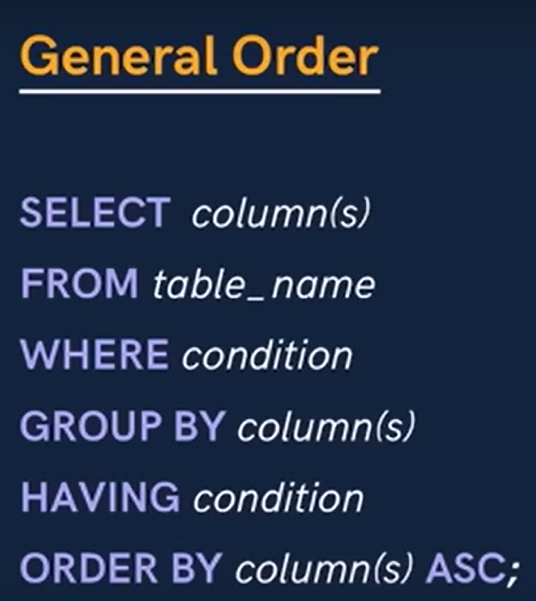 General Order
SELECT column(s)
FROM table_name
WHERE condition
GROUP BY column(s)
HAVING condition
ORDER BY column(s) ASC;